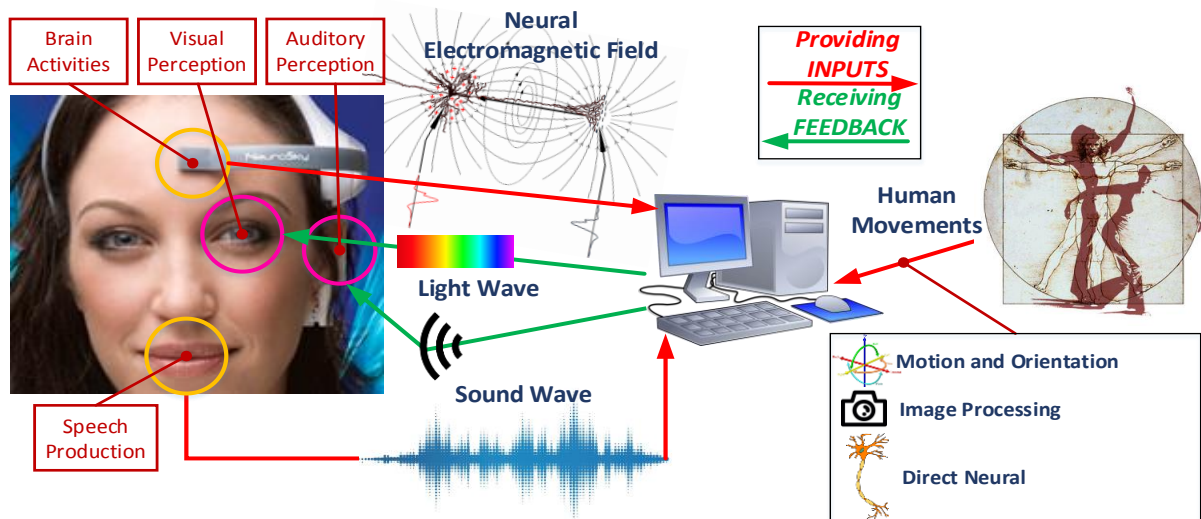 Brain
Activities
Visual
Perception
Auditory
Perception
Neural
Electromagnetic Field
Providing
INPUTS
Receiving
FEEDBACK
NeuroSky
Human
Movements
Light Wave
Sound Wave
Speech
Production
Motion and Orientation
Image Processing
Direct Neural